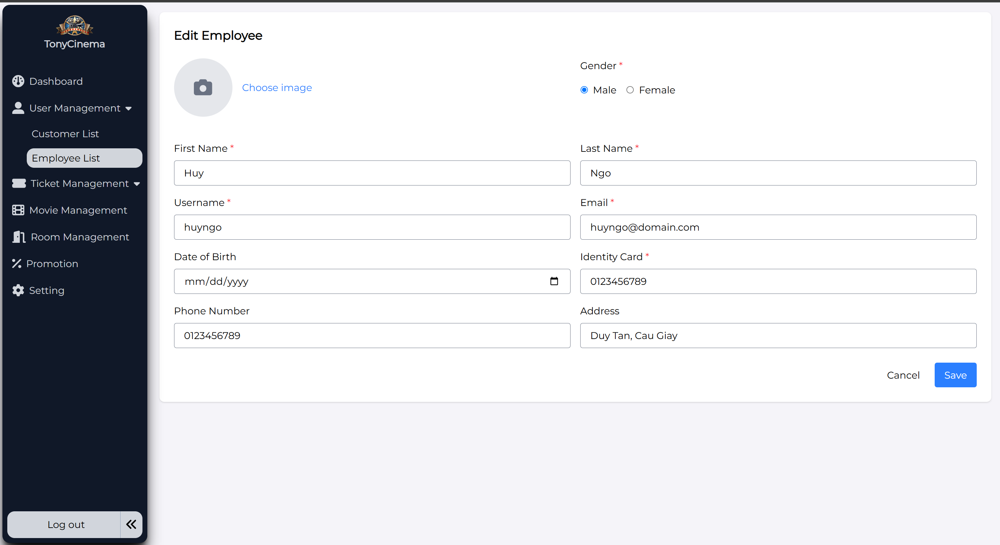 TonyCinema
Dashboard
User Management
Customer List
Employee List
Ticket Management
Movie Management
Room Management
Promotion
Setting
Log out
Edit Employee
Choose image
Gender *
Male Female
First Name *
Huy
Last Name *
Ngo
Username *
huyngo
Email *
huyngo@domain.com
Date of Birth
mm/dd/yyyy
Identity Card *
0123456789
Phone Number
0123456789
Address
Duy Tan, Cau Giay
Cancel
Save